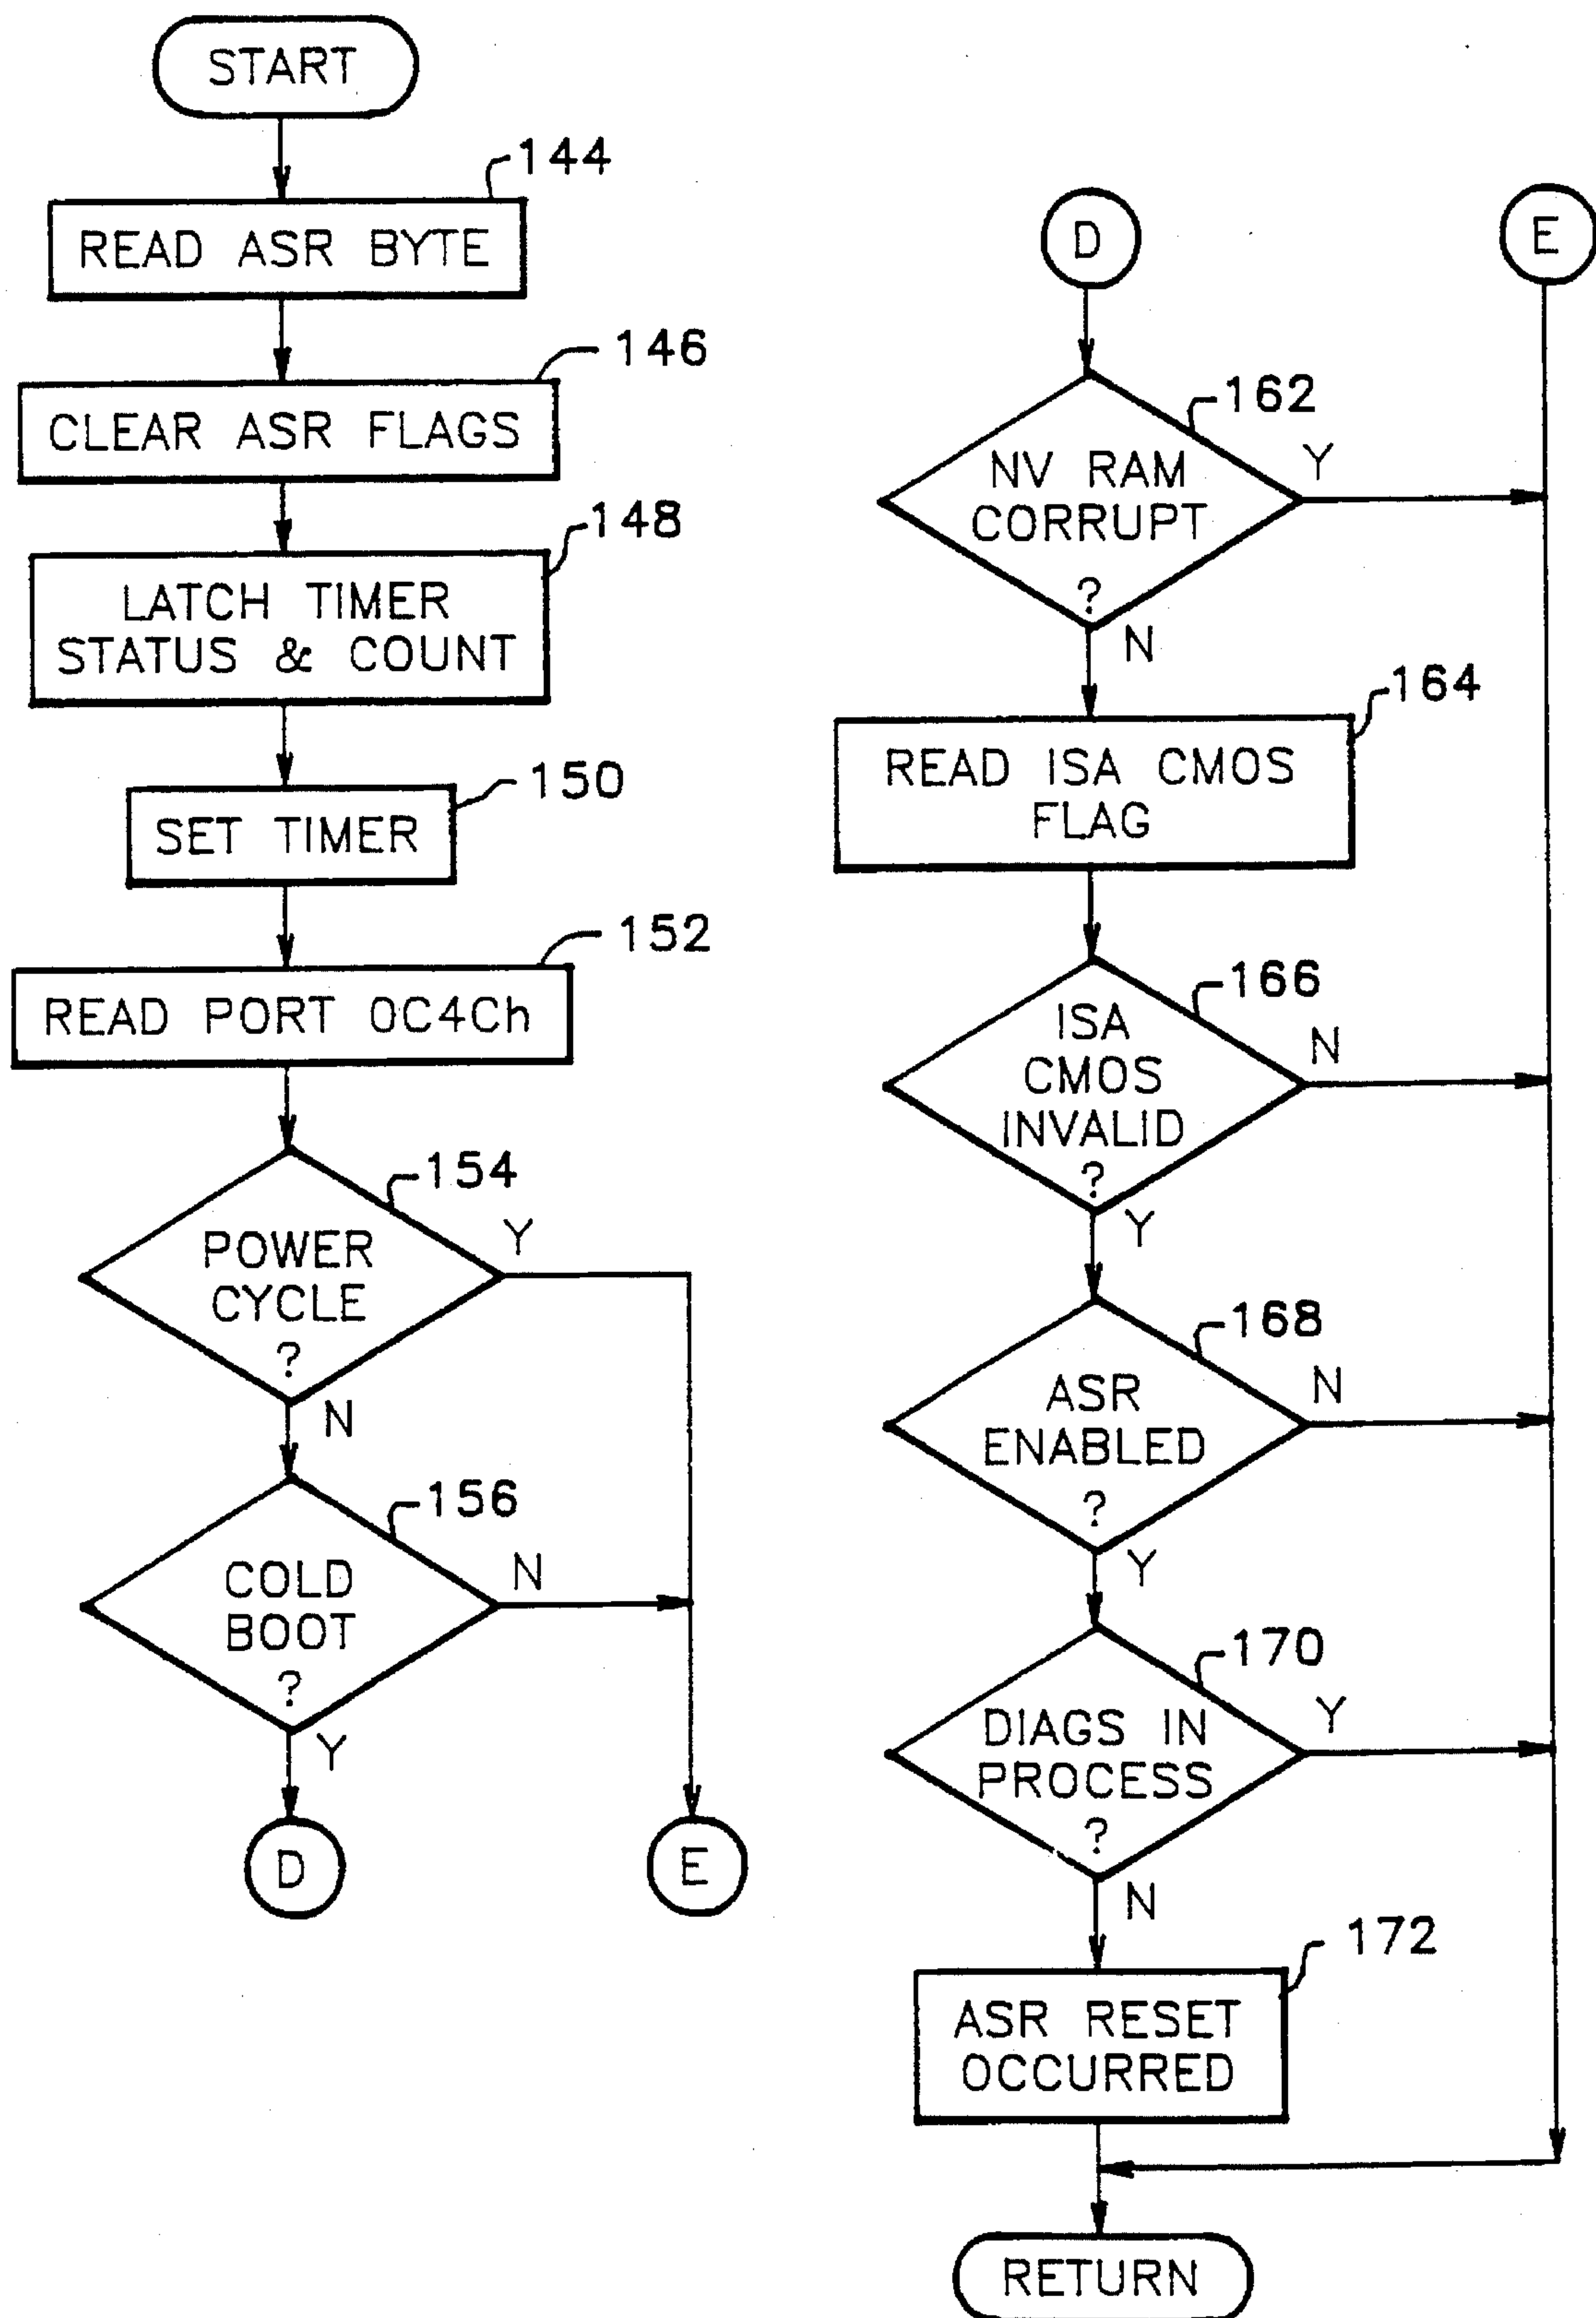 START
144
READ ASR BYTE
146
CLEAR ASR FLAGS
148
LATCH TIMER
STATUS & COUNT
150
SET TIMER
152
READ PORT 0C4Ch
154
POWER
CYCLE
?
Y
N
156
COLD
BOOT
?
N
Y
D
E
D
E
162
NV RAM
CORRUPT
?
Y
N
164
READ ISA CMOS
FLAG
166
ISA
CMOS
INVALID
?
N
Y
168
ASR
ENABLED
?
N
Y
170
DIAGS IN
PROCESS
?
Y
N
172
ASR RESET
OCCURRED
RETURN